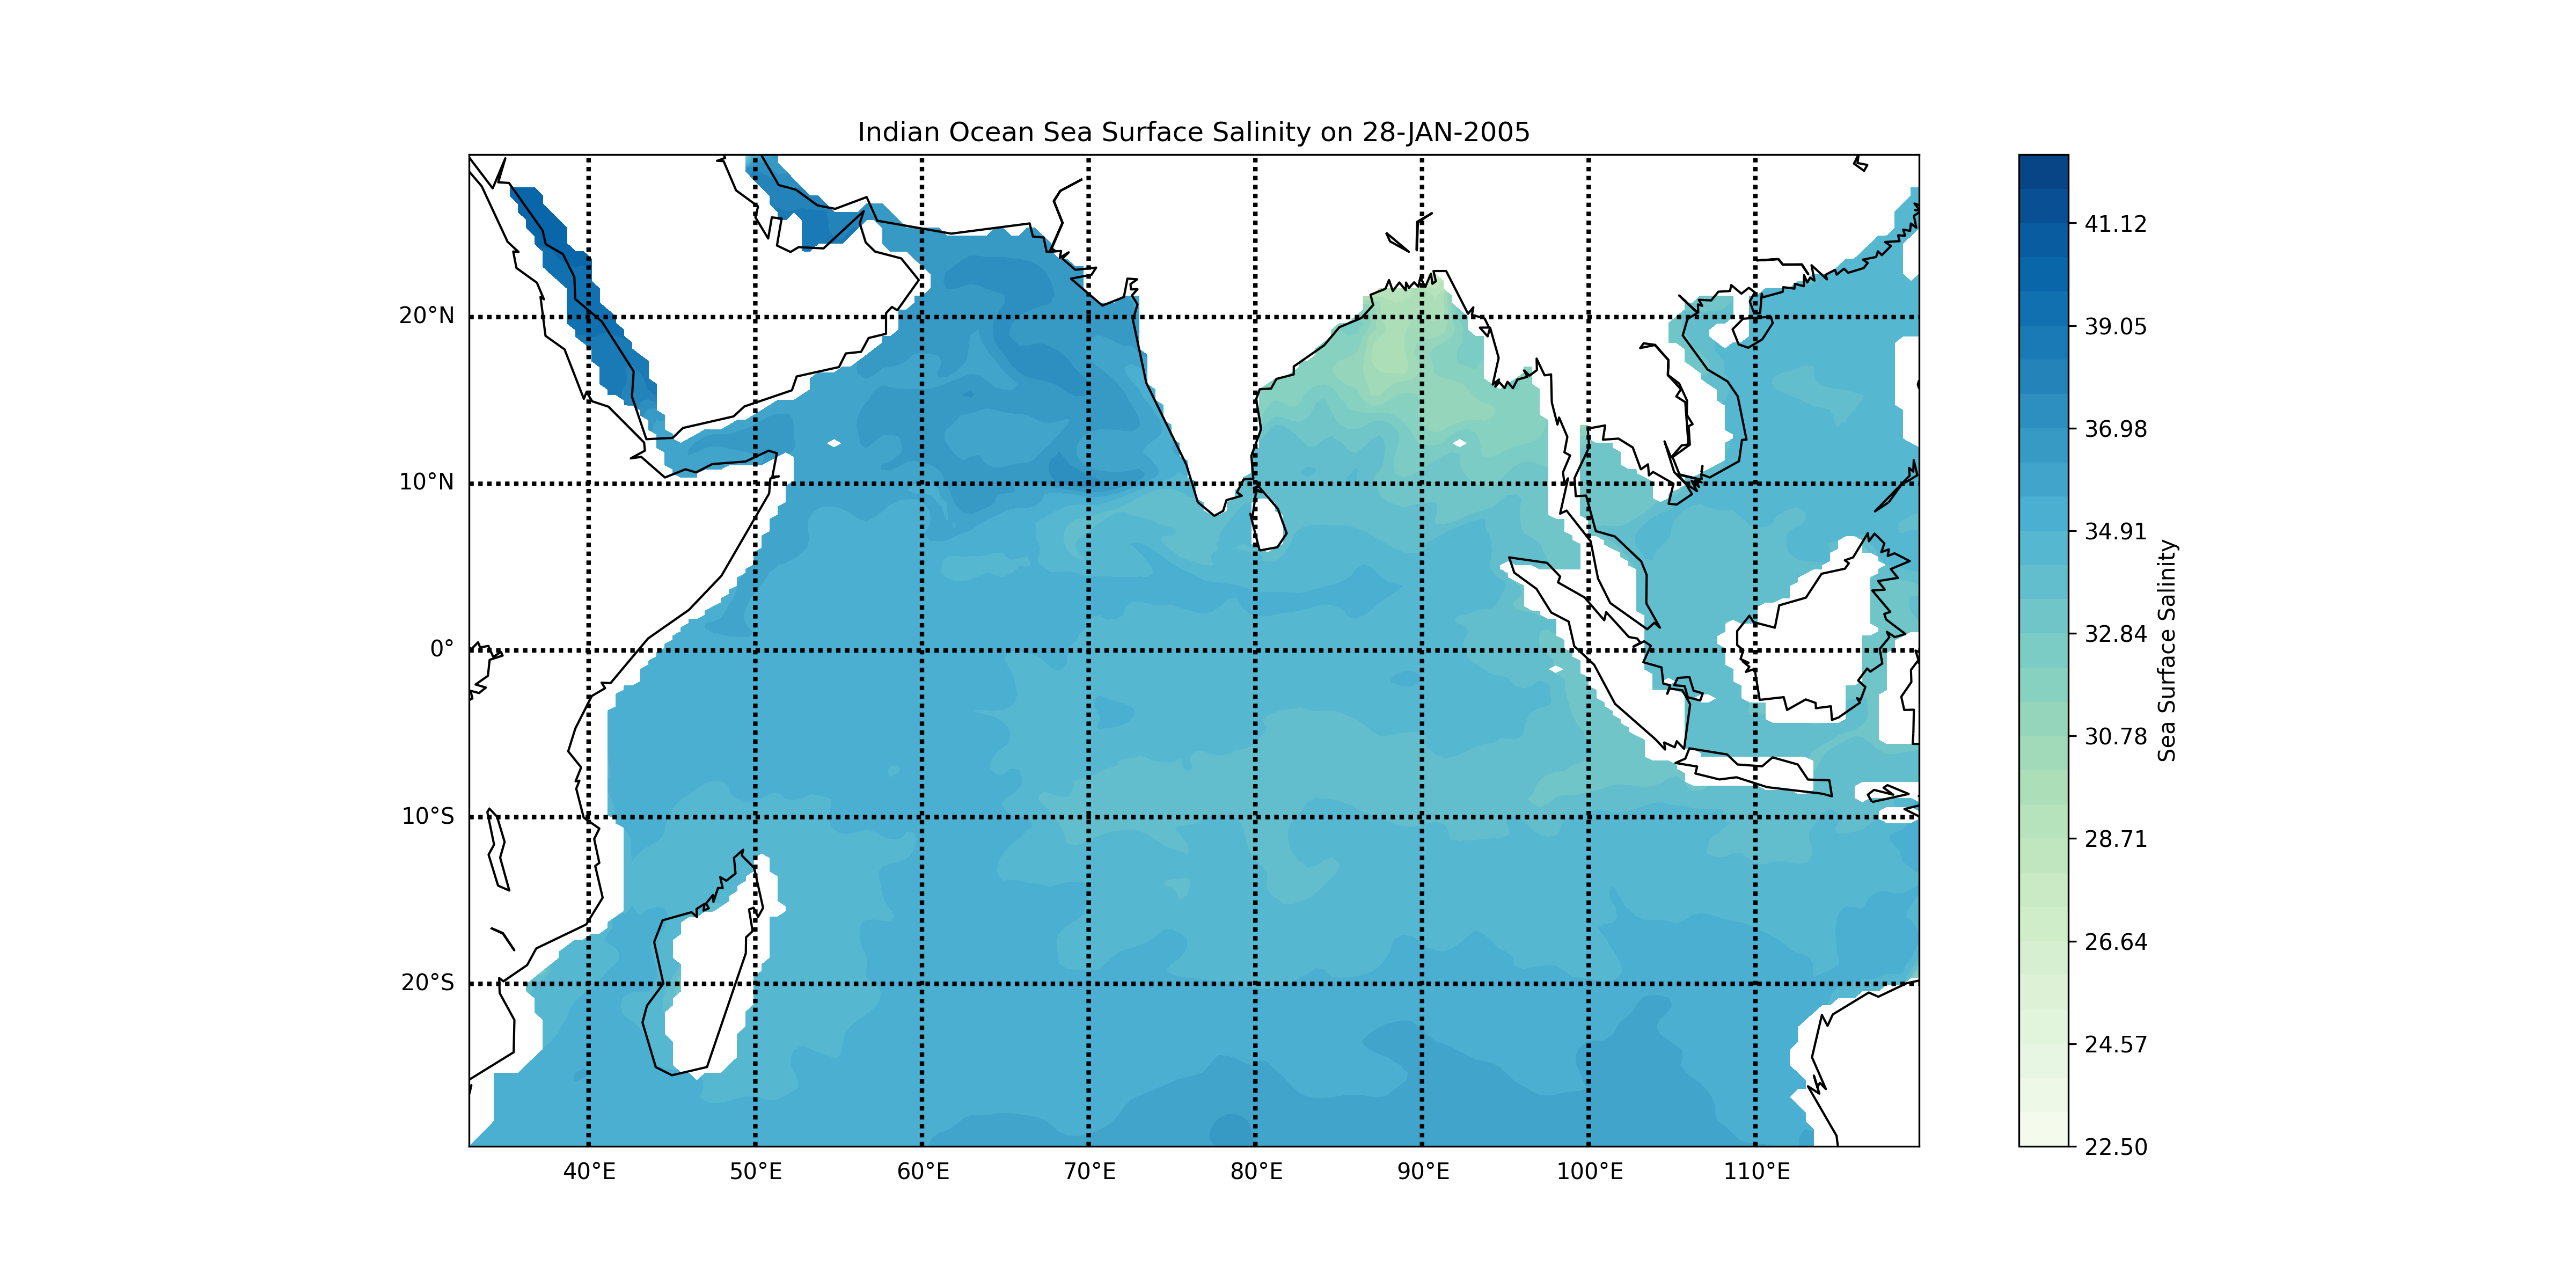 Indian Ocean Sea Surface Salinity on 28-JAN-2005
20°N
10°N
0°
10°S
20°S
40°E
50°E
60°E
70°E
80°E
90°E
100°E
110°E
41.12
39.05
36.98
34.91
32.84
30.78
28.71
26.64
24.57
22.50
Sea Surface Salinity